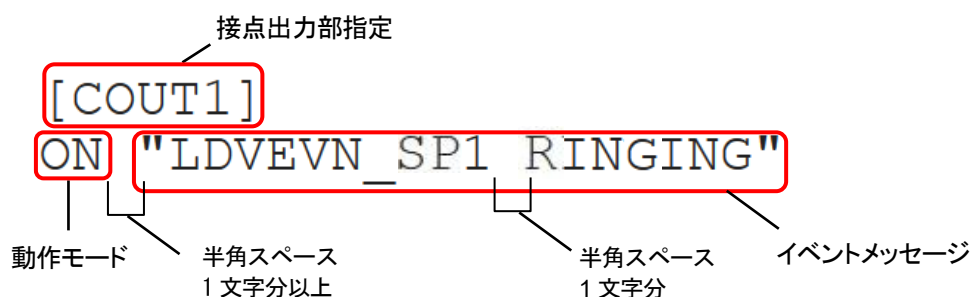 接点出力部指定
[COUT1]
ON "LDVEVN_SP1 RINGING"
動作モード
半角スペース
1文字分以上
半角スペース
1文字分
イベントメッセージ